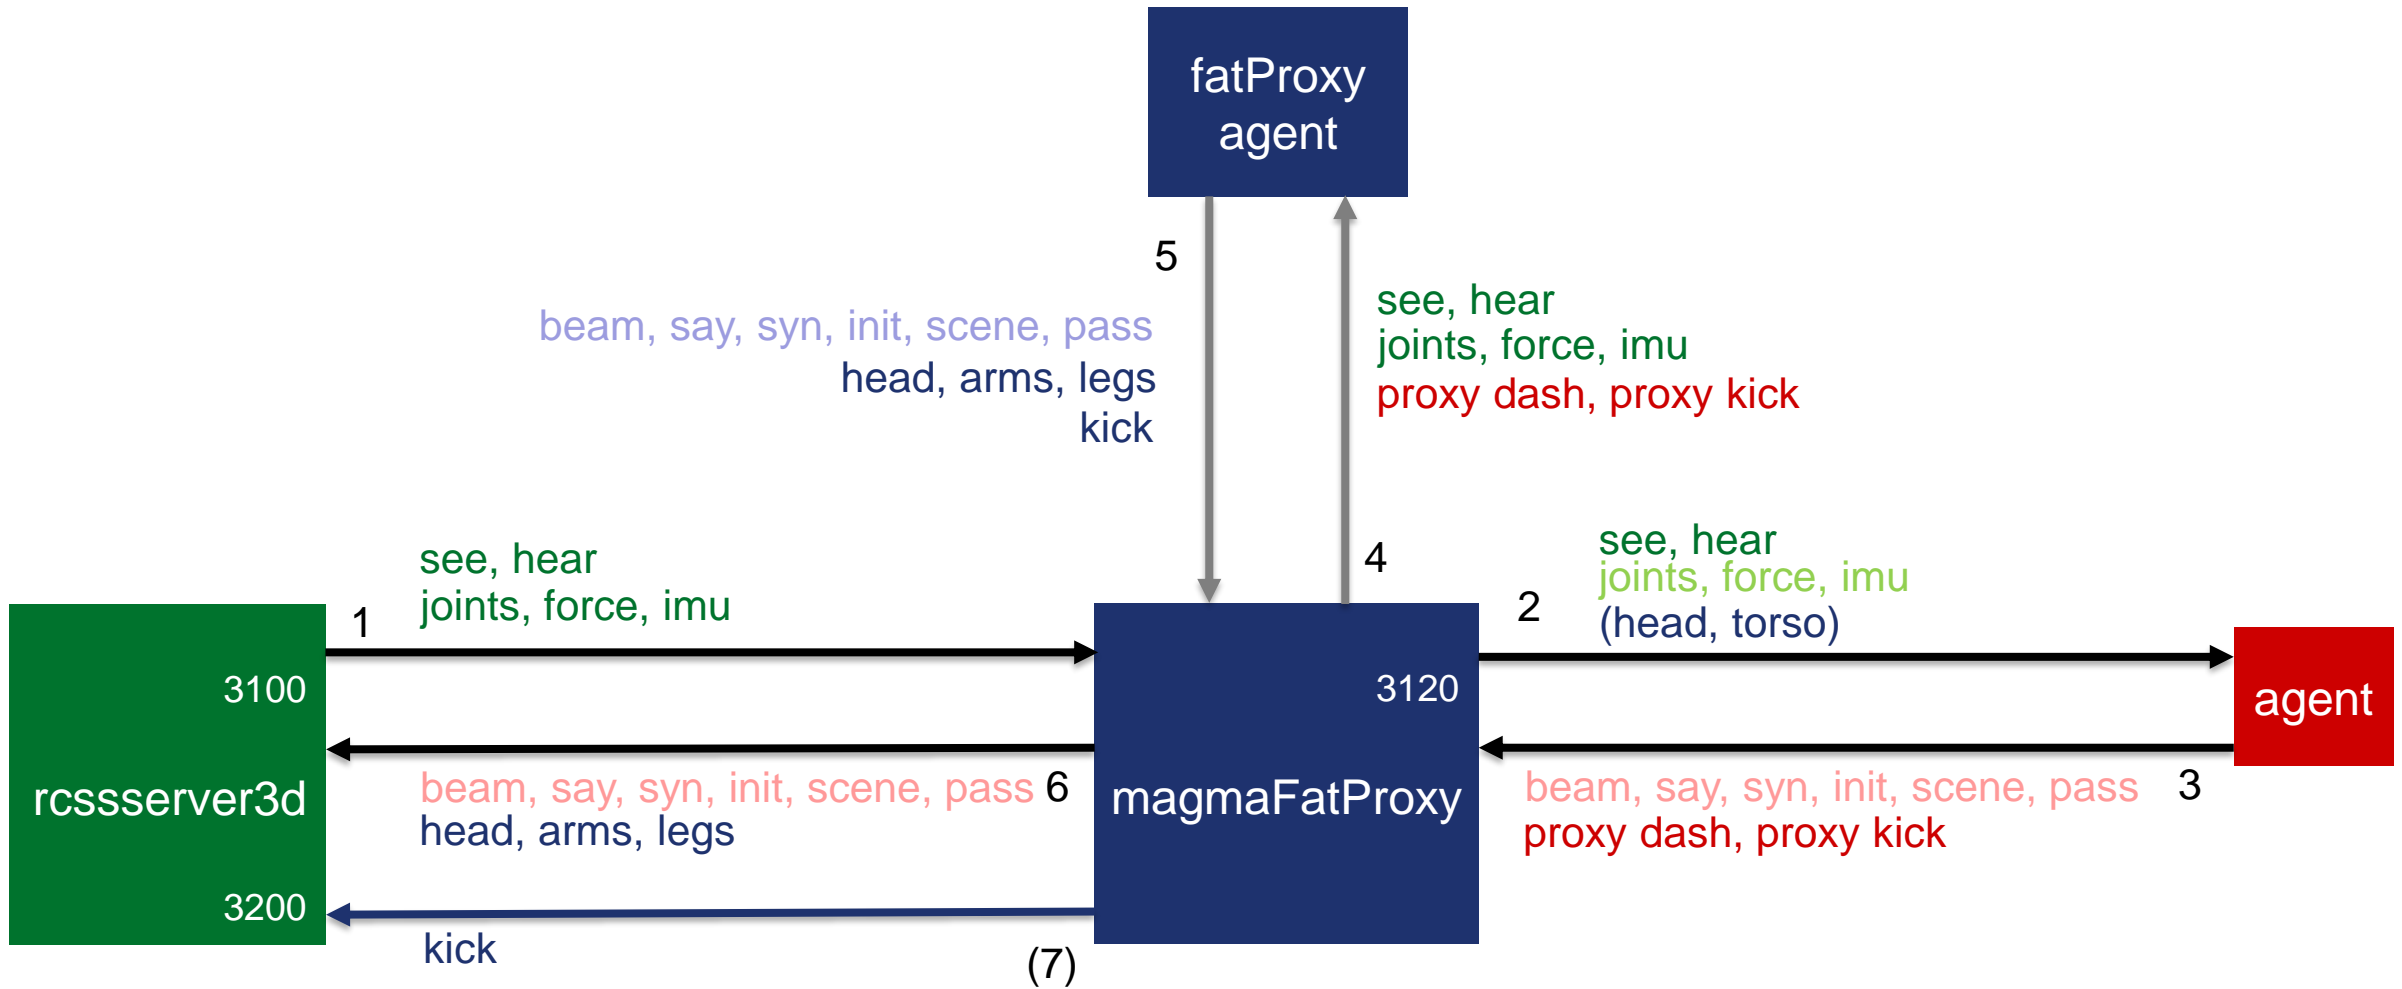 fatProxy
agent
5
beam, say, syn, init, scene, pass
head, arms, legs
kick
see, hear
joints, force, imu
proxy dash, proxy kick
4
see, hear
joints, force, imu
1
3100
rcssserver3d
3200
beam, say, syn, init, scene, pass 6
head, arms, legs
kick
(7)
3120
magmaFatProxy
2
see, hear
joints, force, imu
(head, torso)
agent
beam, say, syn, init, scene, pass 3
proxy dash, proxy kick